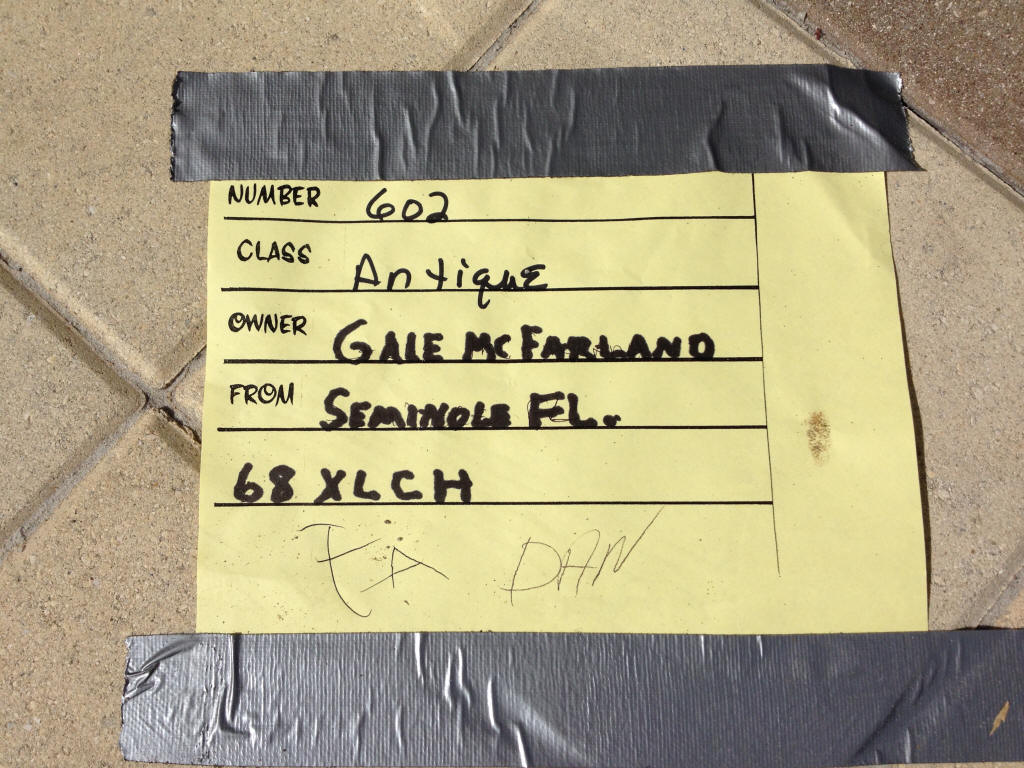 NUMBER 602
CLASS Antique
OWNER GALE McFARLAND
FROM SEMINOLE FL.
68 XLCH
DAN